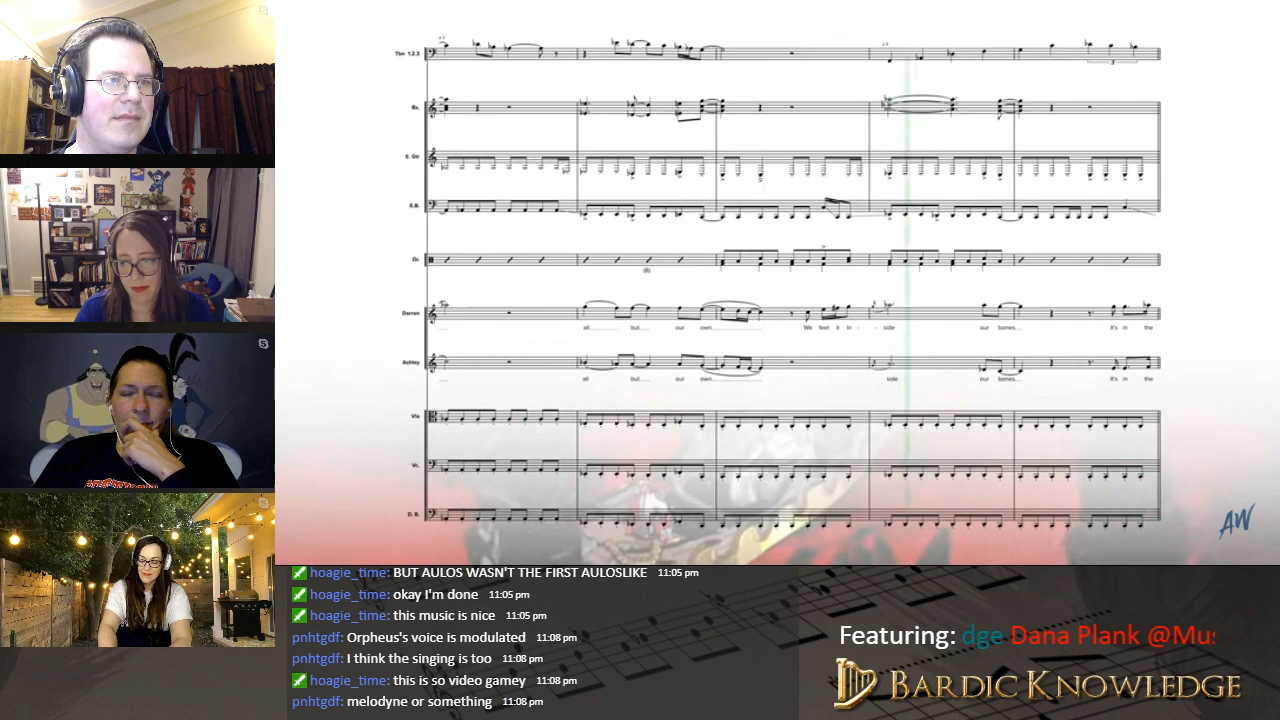 Tbn 1.2.3
E. Gtr
E.B.
Dr.
(8)
Darren
all but our own
We feel it in - side our bones.
It's in the
Ashley
all but our own
side our bones.
It's in the
Vla
Vc.
D. B.
AW
hoagie_time: BUT AULOS WASN'T THE FIRST AULOSLIKE 11:05 pm
hoagie_time: okay I'm done 11:05 pm
hoagie_time: this music is nice 11:05 pm
pnhtgdf: Orpheus's voice is modulated 11:08 pm
pnhtgdf: I think the singing is too 11:08 pm
hoagie_time: this is so video gamey 11:08 pm
pnhtgdf: melodyne or something 11:08 pm
Featuring: dge Dana Plank @Mu
BARDIC KNOWLEDGE